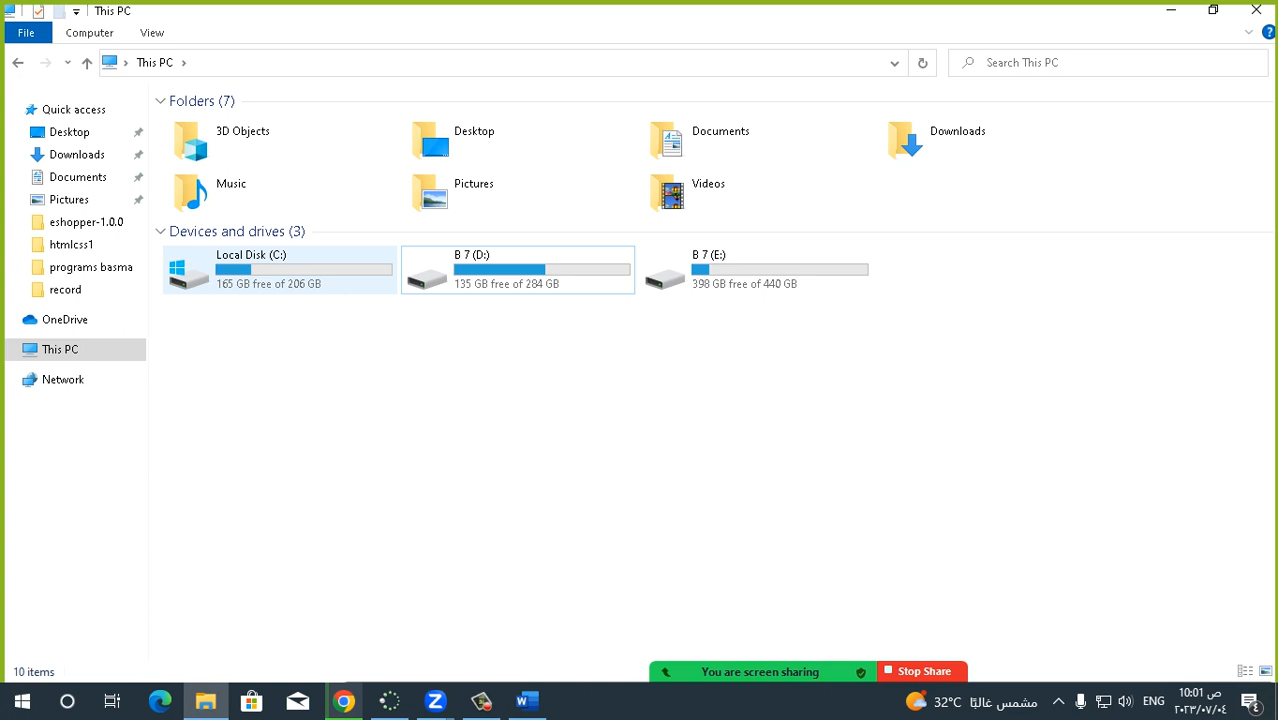 This PC
File
Computer
View
This PC
Search This PC
Quick access
Desktop
Downloads
Documents
Pictures
eshopper-1.0.0
htmlcss1
programs basma
record
OneDrive
This PC
Network
Folders (7)
3D Objects
Desktop
Documents
Downloads
Music
Pictures
Videos
Devices and drives (3)
Local Disk (C:)
165 GB free of 206 GB
B 7 (D:)
135 GB free of 284 GB
B 7 (E:)
398 GB free of 440 GB
10 items
You are screen sharing
Stop Share
32°C مشمس غالبًا
ENG
10:01 ص
٢٠٢٣/٠٧/٠٤